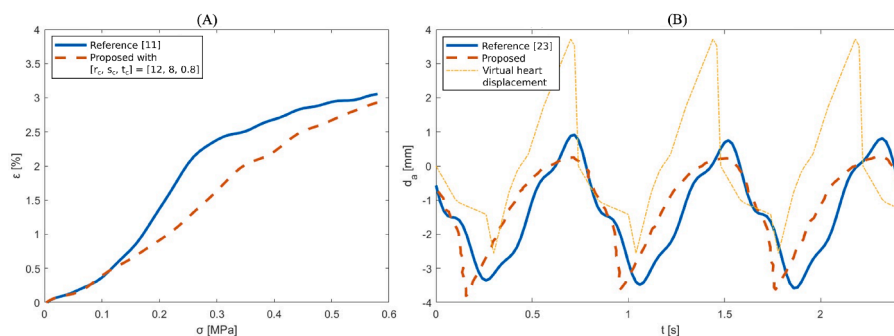 (A)
(B)
4
3.5
3
2.5
2
1.5
1
0.5
0
ε [%]
0
0.1
0.2
0.3
0.4
0.5
0.6
σ [MPa]
Reference [11]
Proposed with
[r_c, s_c, t_c] = [12, 8, 0.8]
4
3
2
1
0
-1
-2
-3
-4
d_a [mm]
0.5
1
1.5
2
t [s]
Reference [23]
Proposed
Virtual heart
displacement